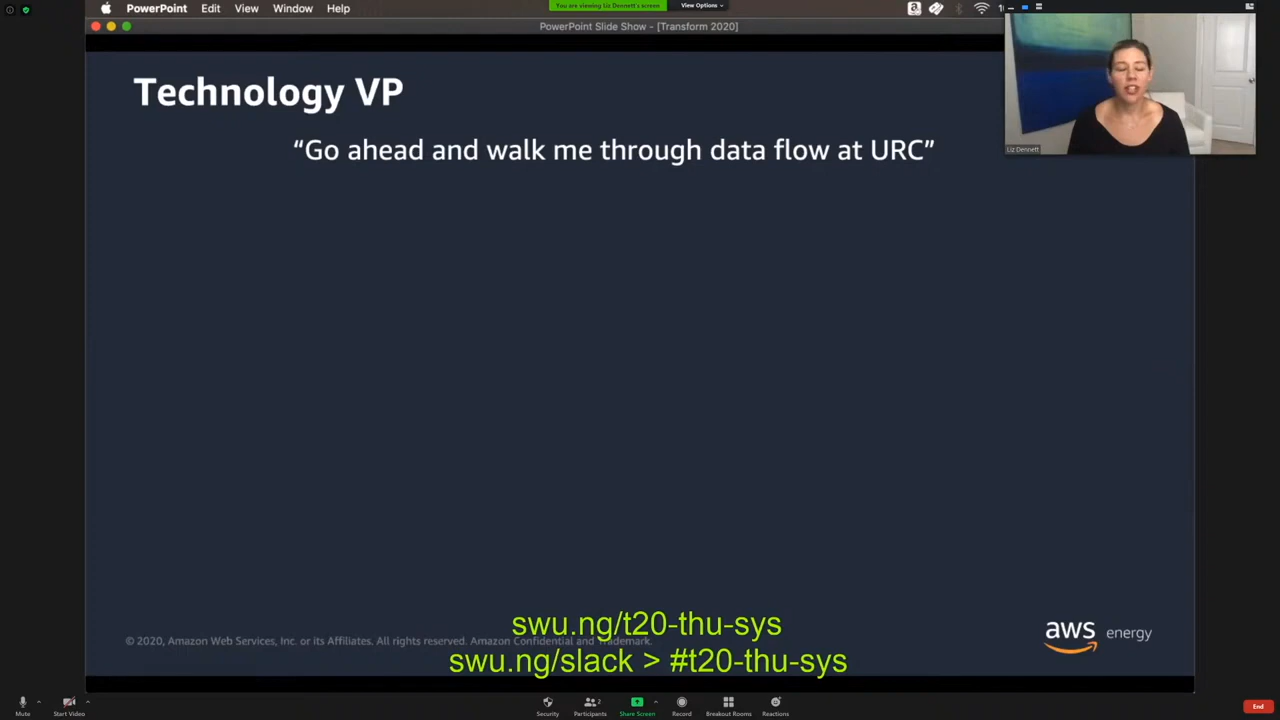 PowerPoint Edit View Window Help
You are viewing Liz Dennett's screen
View Options
PowerPoint Slide Show - [Transform 2020]
Technology VP
“Go ahead and walk me through data flow at URC”
Liz Dennett
swu.ng/t20-thu-sys
© 2020, Amazon Web Services, Inc. or its Affiliates. All rights reserved. Amazon Confidential and Trademark.
aws energy
swu.ng/slack > #t20-thu-sys
Mute
Start Video
Security
Participants
2
Share Screen
Record
Breakout Rooms
Reactions
End